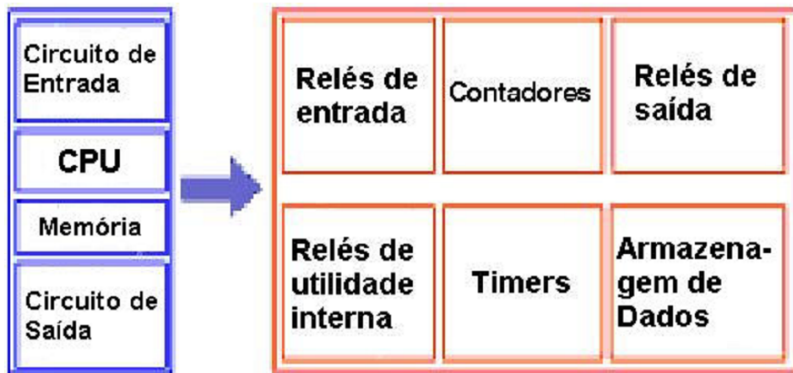 Circuito de
Entrada
CPU
Memória
Circuito de
Saída
Relés de
entrada
Contadores
Relés de
saída
Relés de
utilidade
interna
Timers
Armazena-
gem de
Dados